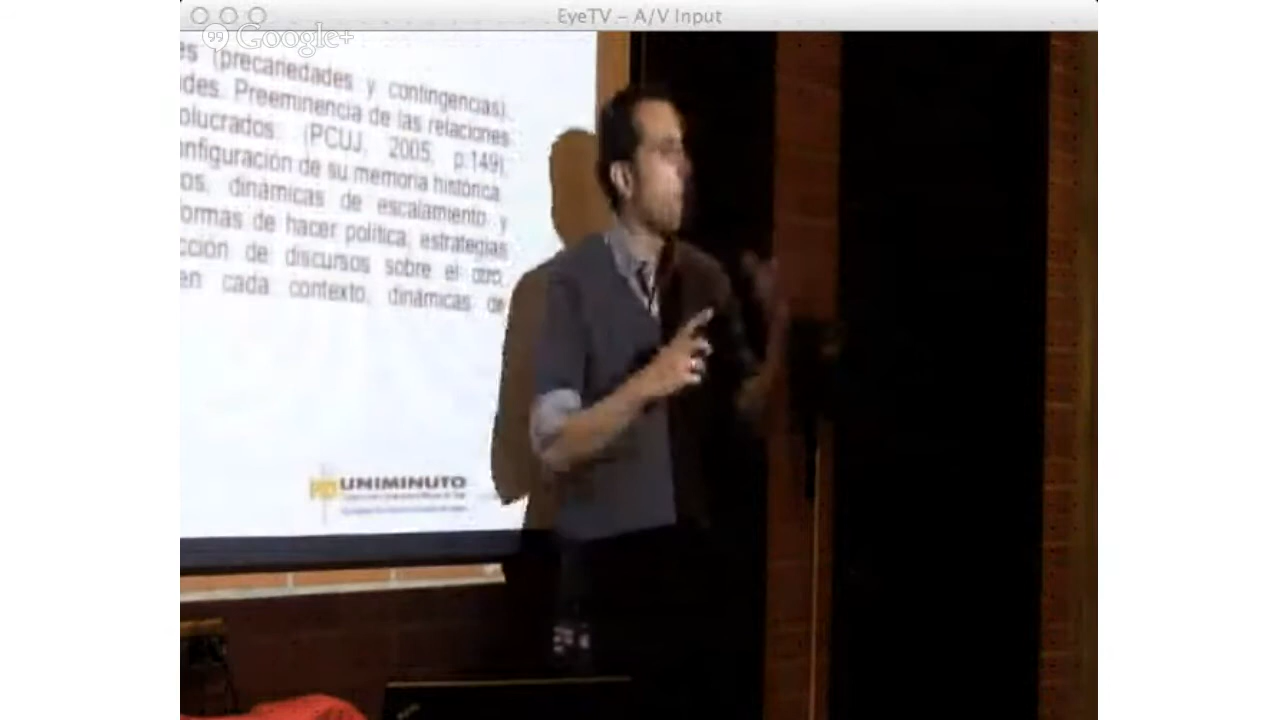 EyeTV – A/V Input
Google+
es (precariedades y contingencias).
des. Preeminencia de las relaciones
olucrados. (PCUJ, 2005, p.149).
nfiguración de su memoria histórica
os, dinámicas de escalamiento y
ormas de hacer política, estrategias
cción de discursos sobre el otro,
en cada contexto, dinámicas de
UNIMINUTO